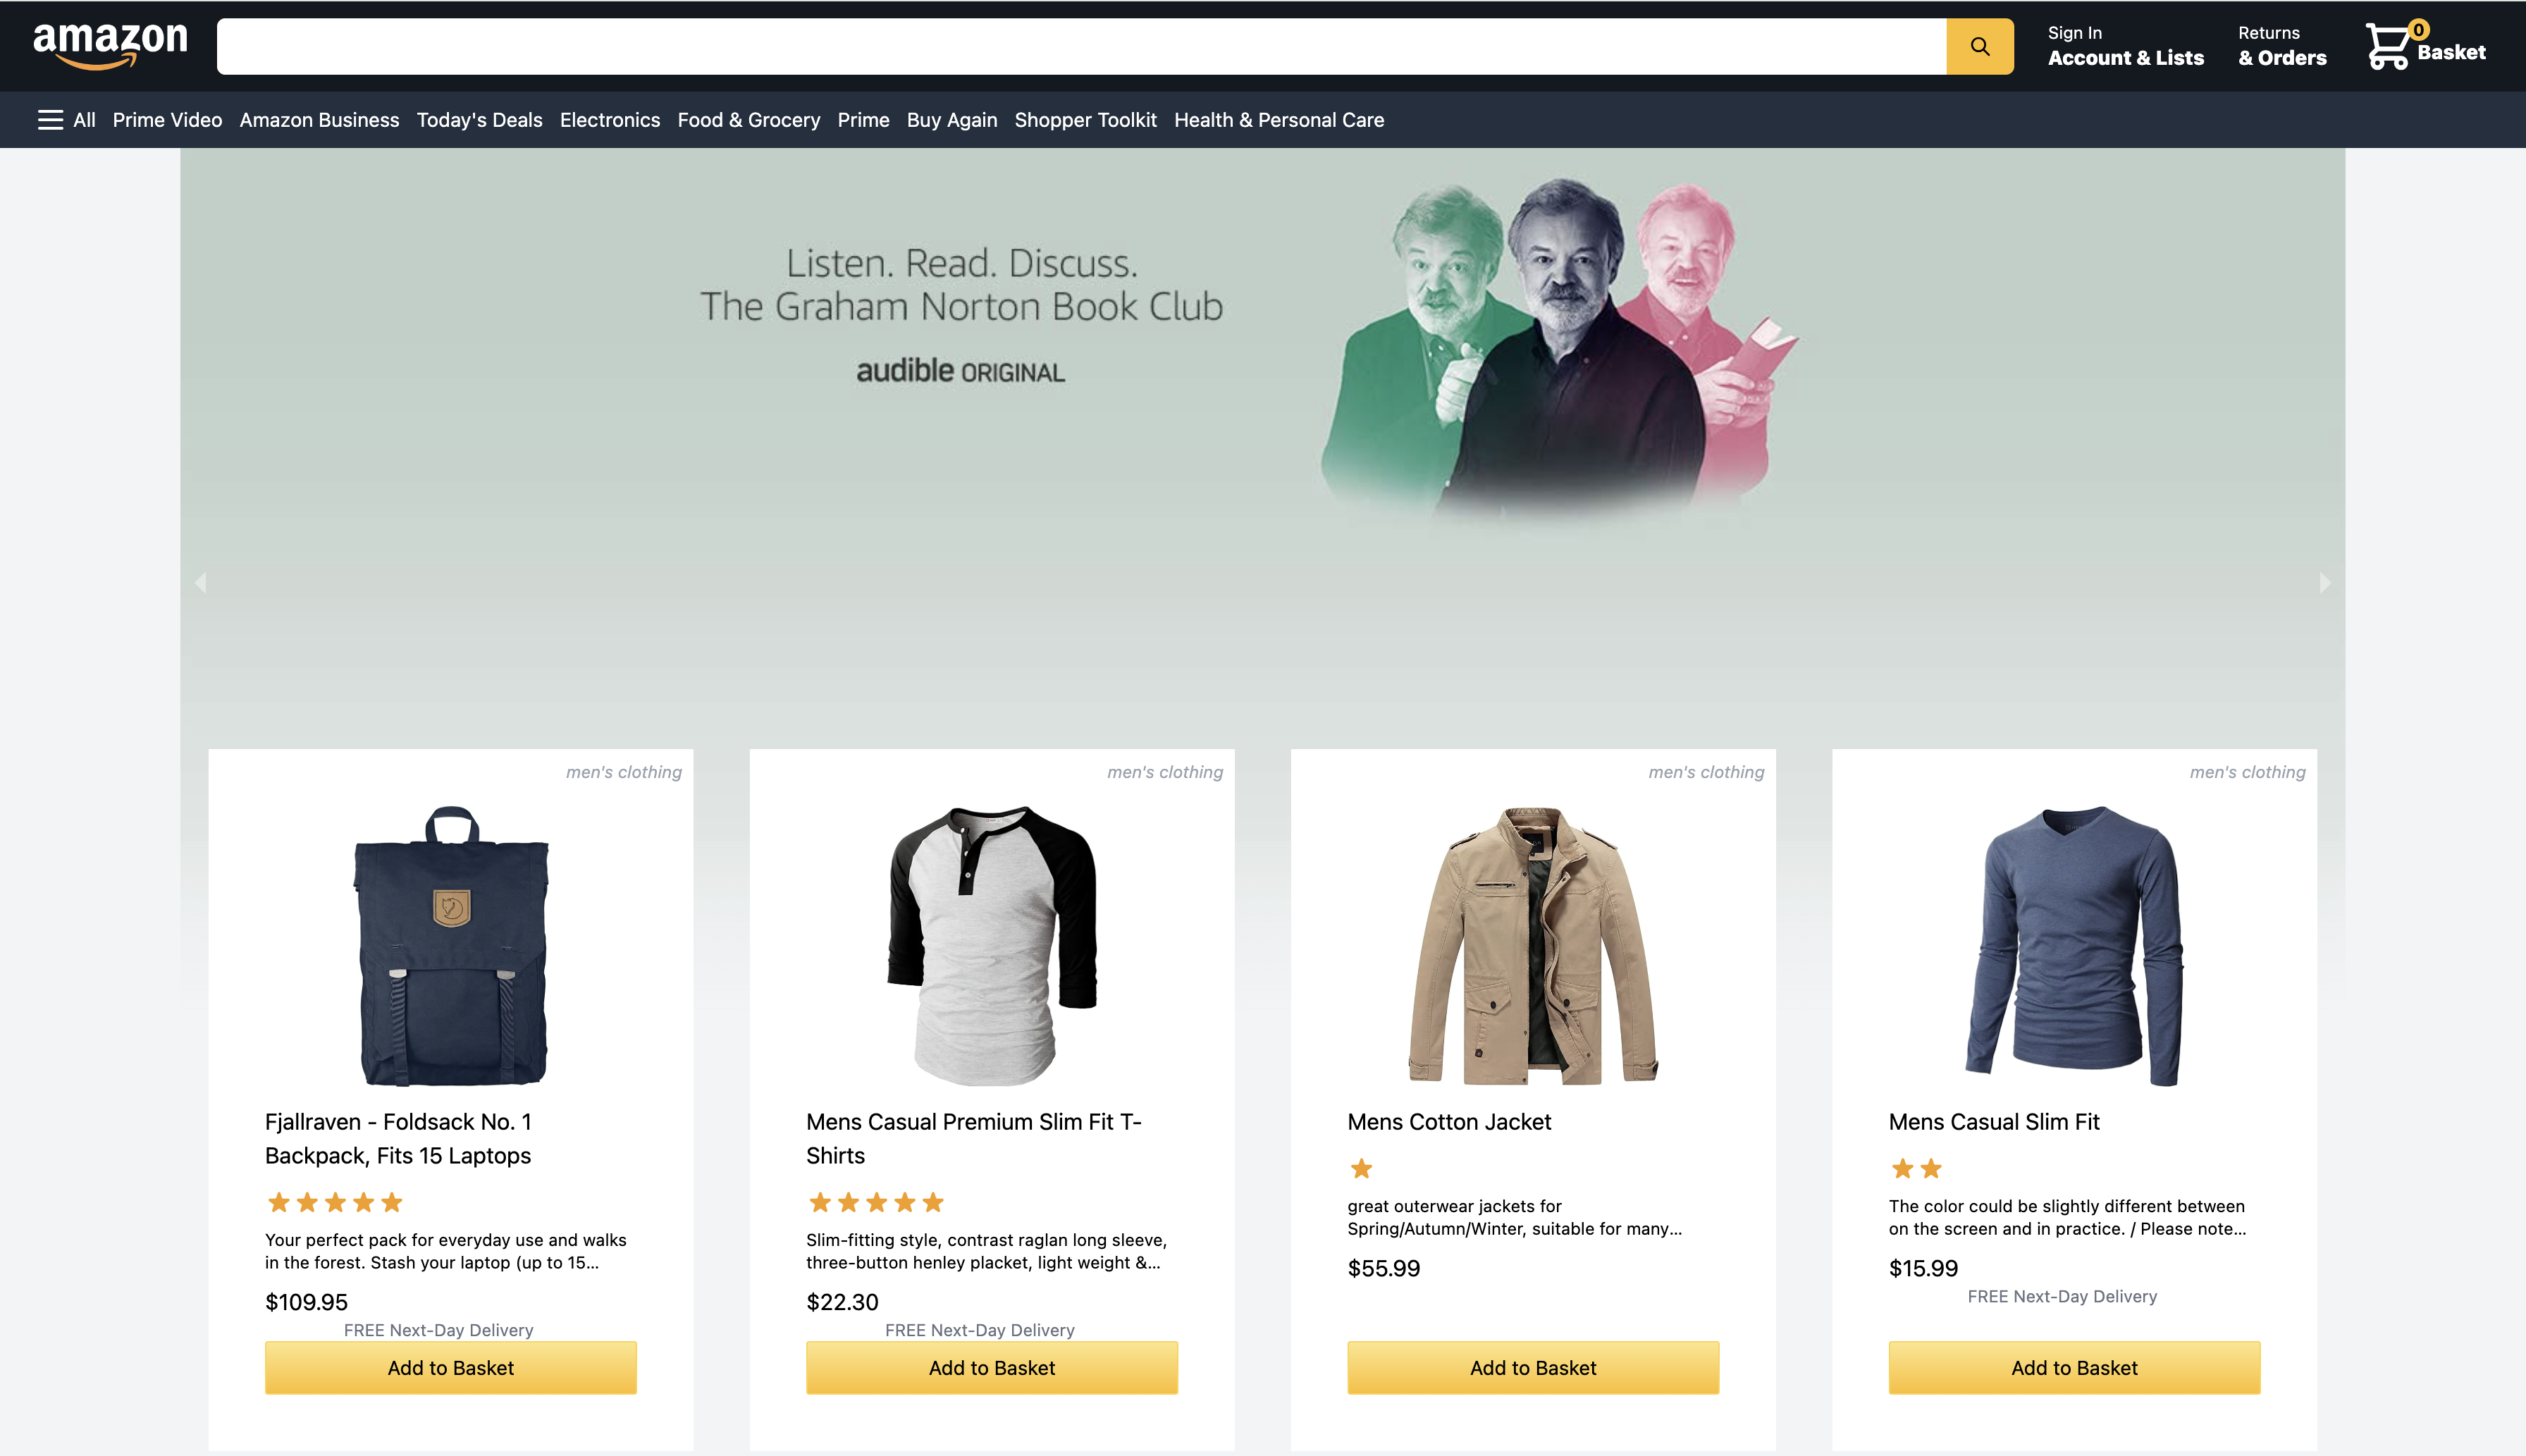 amazon
Sign In
Account & Lists
Returns
& Orders
0
Basket
All Prime Video Amazon Business Today's Deals Electronics Food & Grocery Prime Buy Again Shopper Toolkit Health & Personal Care
Listen. Read. Discuss.
The Graham Norton Book Club
audible ORIGINAL
men's clothing
Fjallraven - Foldsack No. 1
Backpack, Fits 15 Laptops
Your perfect pack for everyday use and walks
in the forest. Stash your laptop (up to 15...
$109.95
FREE Next-Day Delivery
Add to Basket
men's clothing
Mens Casual Premium Slim Fit T-
Shirts
Slim-fitting style, contrast raglan long sleeve,
three-button henley placket, light weight &...
$22.30
FREE Next-Day Delivery
Add to Basket
men's clothing
Mens Cotton Jacket
great outerwear jackets for
Spring/Autumn/Winter, suitable for many...
$55.99
Add to Basket
men's clothing
Mens Casual Slim Fit
The color could be slightly different between
on the screen and in practice. / Please note...
$15.99
FREE Next-Day Delivery
Add to Basket